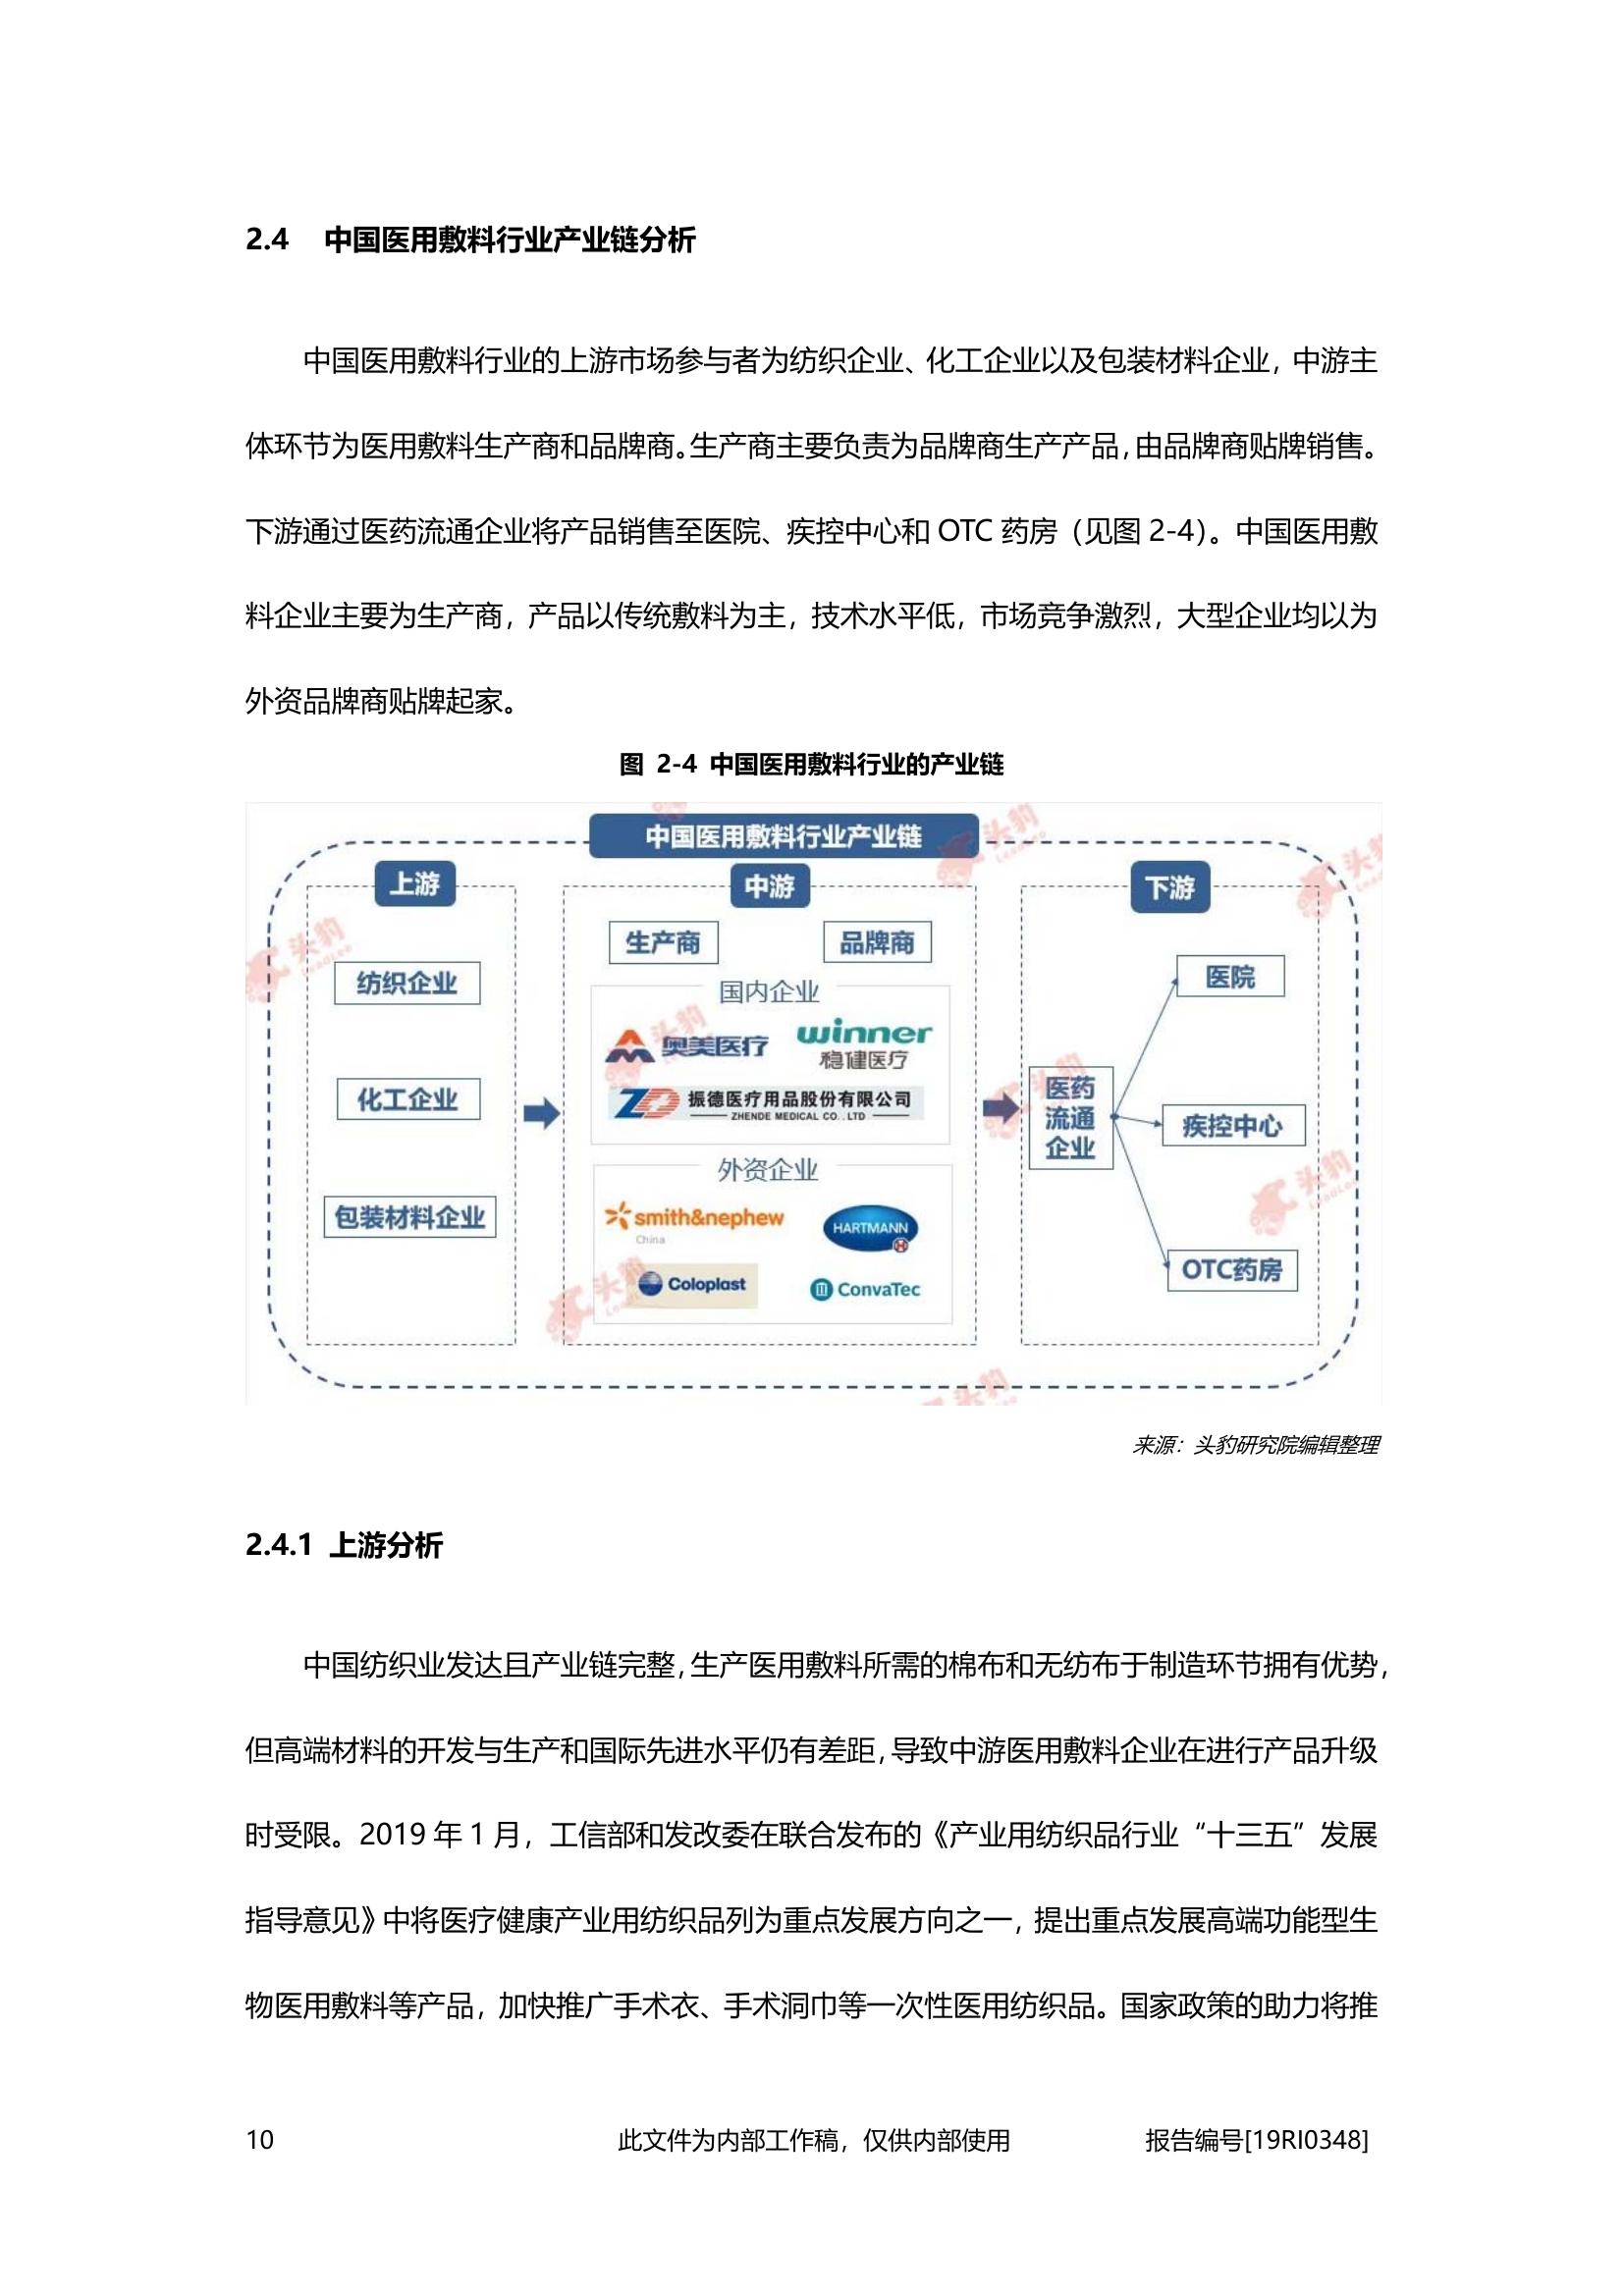 2.4 中国医用敷料行业产业链分析
中国医用敷料行业的上游市场参与者为纺织企业、化工企业以及包装材料企业，中游主
体环节为医用敷料生产商和品牌商。生产商主要负责为品牌商生产产品，由品牌商贴牌销售。
下游通过医药流通企业将产品销售至医院、疾控中心和 OTC 药房（见图 2-4）。中国医用敷
料企业主要为生产商，产品以传统敷料为主，技术水平低，市场竞争激烈，大型企业均以为
外资品牌商贴牌起家。
图 2-4 中国医用敷料行业的产业链
中国医用敷料行业产业链
上游
纺织企业
化工企业
包装材料企业
中游
生产商
品牌商
国内企业
奥美医疗
winner
稳健医疗
振德医疗用品股份有限公司
ZHENDE MEDICAL CO.. LTD
外资企业
smith&nephew
China
HARTMANN
Coloplast
ConvaTec
下游
医药
流通
企业
医院
疾控中心
OTC药房
头豹
LeadLeo
来源：头豹研究院编辑整理
2.4.1 上游分析
中国纺织业发达且产业链完整，生产医用敷料所需的棉布和无纺布于制造环节拥有优势，
但高端材料的开发与生产和国际先进水平仍有差距，导致中游医用敷料企业在进行产品升级
时受限。2019 年 1 月，工信部和发改委在联合发布的《产业用纺织品行业“十三五”发展
指导意见》中将医疗健康产业用纺织品列为重点发展方向之一，提出重点发展高端功能型生
物医用敷料等产品，加快推广手术衣、手术洞巾等一次性医用纺织品。国家政策的助力将推
10 此文件为内部工作稿，仅供内部使用 报告编号[19RI0348]